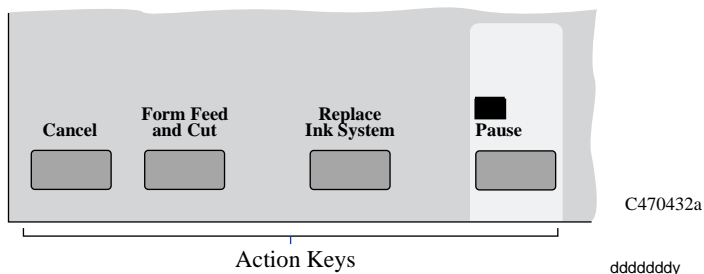 Cancel
Form Feed
and Cut
Replace
Ink System
Pause
C470432a
Action Keys
dddddddy